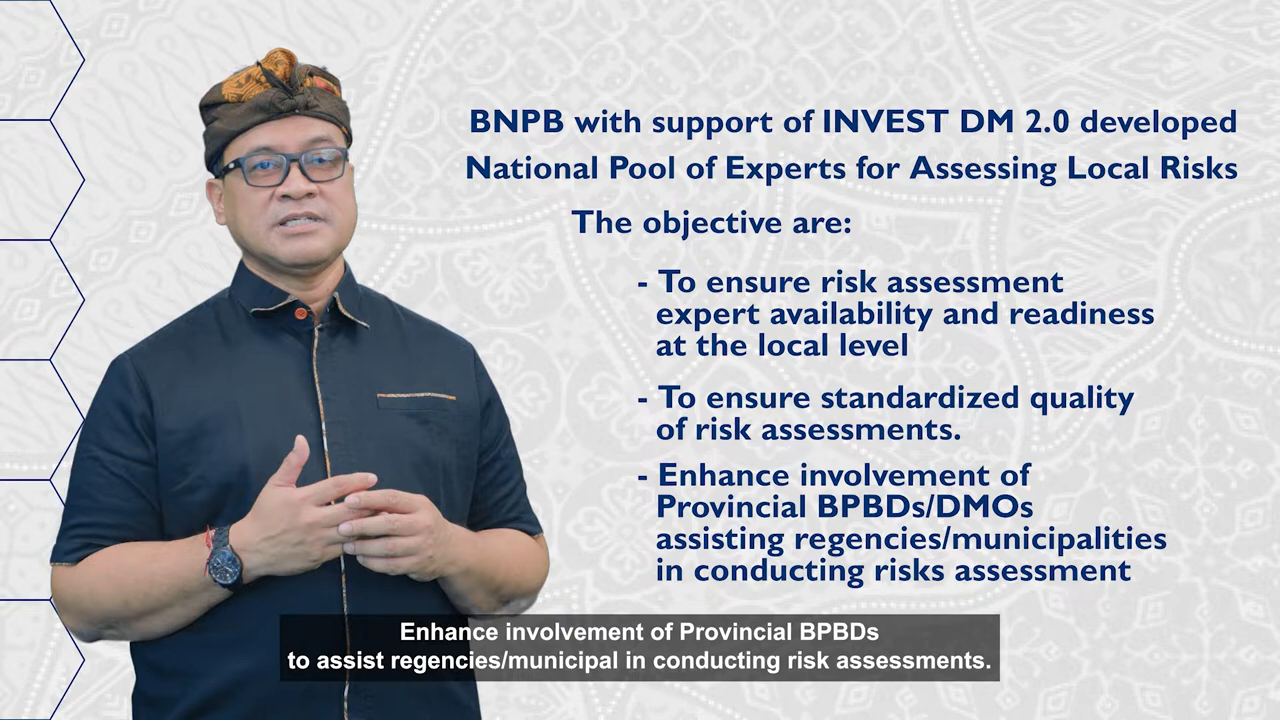 BNPB with support of INVEST DM 2.0 developed
National Pool of Experts for Assessing Local Risks
The objective are:
- To ensure risk assessment
expert availability and readiness
at the local level
- To ensure standardized quality
of risk assessments.
- Enhance involvement of
Provincial BPBDs/DMOs
assisting regencies/municipalities
in conducting risks assessment
Enhance involvement of Provincial BPBDs
to assist regencies/municipal in conducting risk assessments.